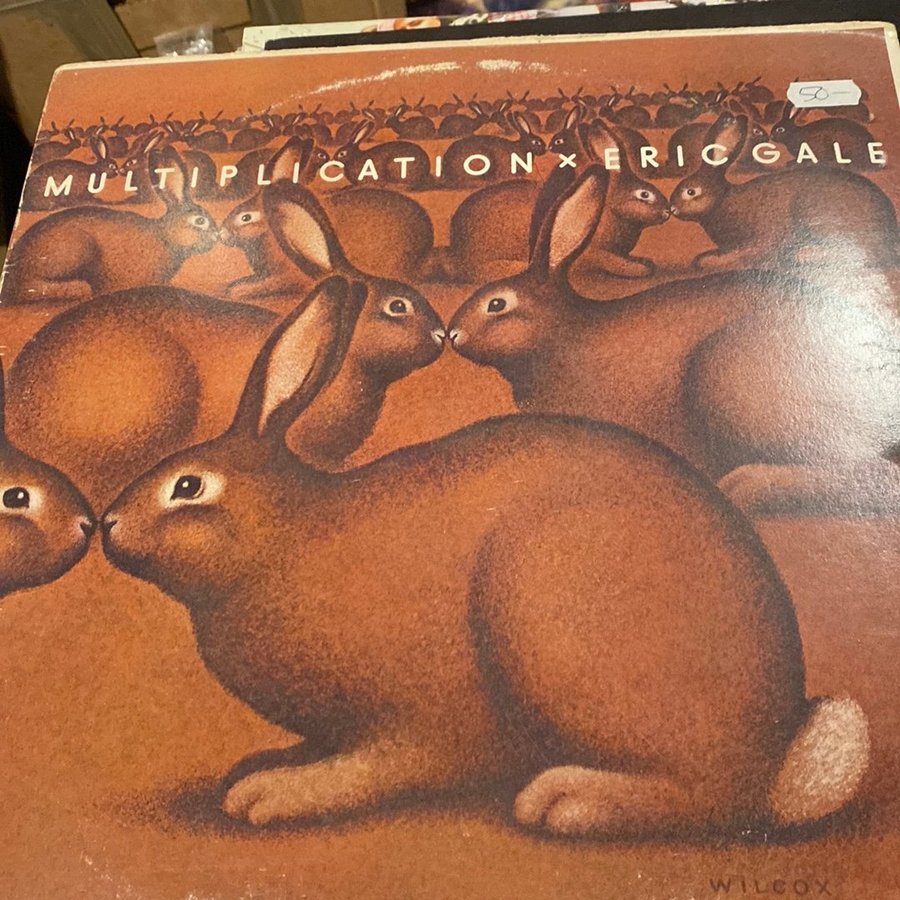 50-
MULTIPLICATION × ERIC GALE
WILCOX